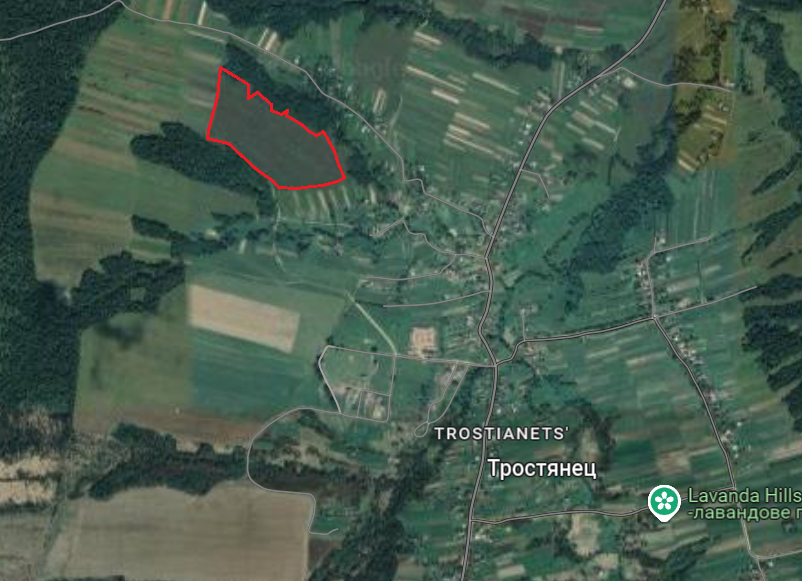 TROSTIANETS'
Тростянец
Lavanda Hills
-лавандове п